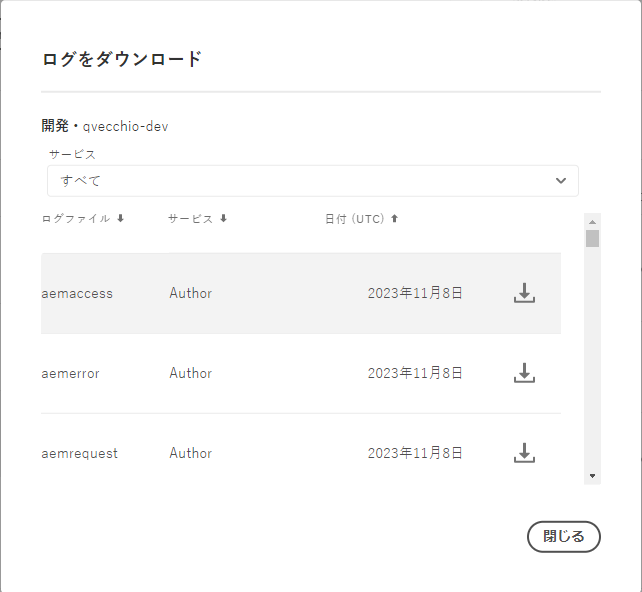 ログをダウンロード
開発・qvecchio-dev
サービス
すべて
ログファイル サービス 日付 (UTC)
aemaccess Author 2023年11月8日
aemerror Author 2023年11月8日
aemrequest Author 2023年11月8日
閉じる